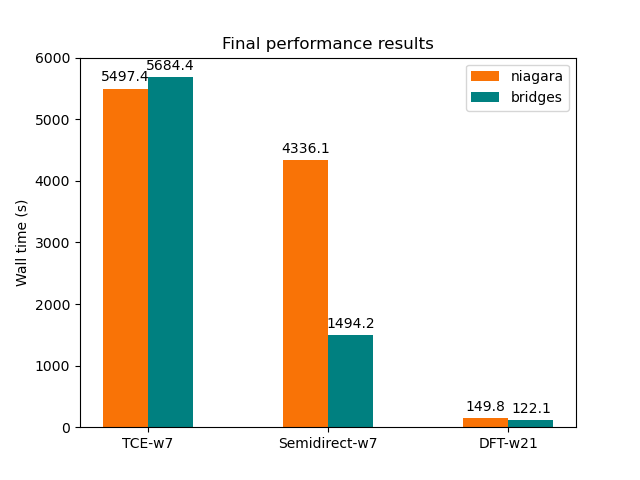 Final performance results
niagara
bridges
Wall time (s)
6000
5000
4000
3000
2000
1000
0
5497.4
5684.4
4336.1
1494.2
149.8
122.1
TCE-w7
Semidirect-w7
DFT-w21